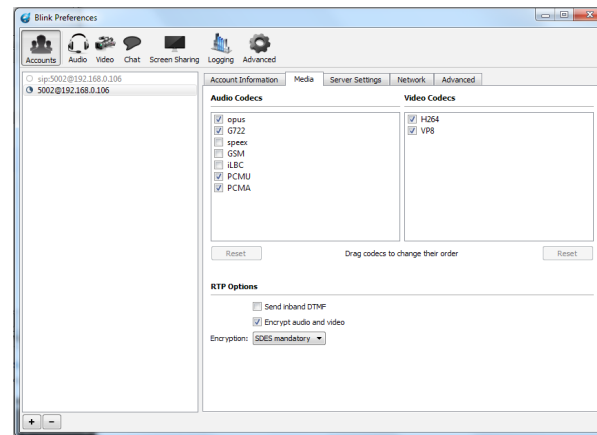 Blink Preferences
Accounts Audio Video Chat Screen Sharing Logging Advanced
sip:5002@192.168.0.106
5002@192.168.0.106
Account Information Media Server Settings Network Advanced
Audio Codecs Video Codecs
opus H264
G722 VP8
speex
GSM
iLBC
PCMU
PCMA
Reset Drag codecs to change their order Reset
RTP Options
Send inband DTMF
Encrypt audio and video
Encryption: SDES mandatory
+ -